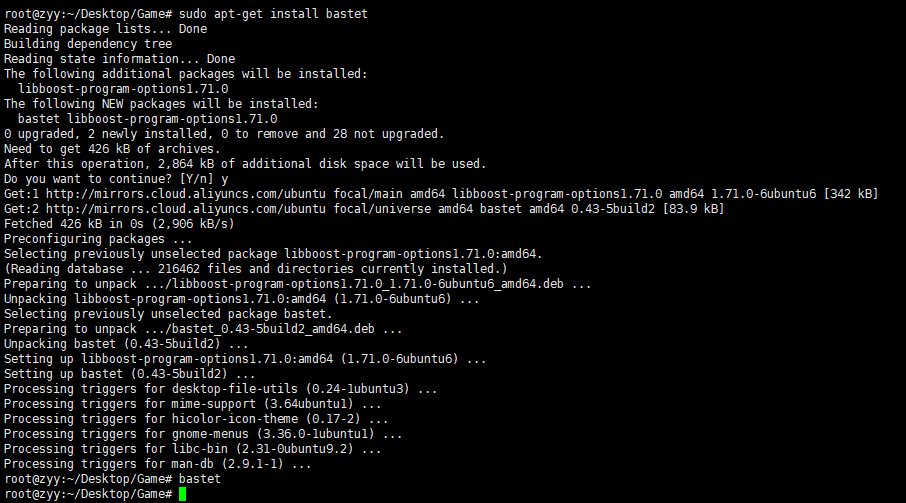 root@zyy:~/Desktop/Game# sudo apt-get install bastet
Reading package lists... Done
Building dependency tree
Reading state information... Done
The following additional packages will be installed:
  libboost-program-options1.71.0
The following NEW packages will be installed:
  bastet libboost-program-options1.71.0
0 upgraded, 2 newly installed, 0 to remove and 28 not upgraded.
Need to get 426 kB of archives.
After this operation, 2,864 kB of additional disk space will be used.
Do you want to continue? [Y/n] y
Get:1 http://mirrors.cloud.aliyuncs.com/ubuntu focal/main amd64 libboost-program-options1.71.0 amd64 1.71.0-6ubuntu6 [342 kB]
Get:2 http://mirrors.cloud.aliyuncs.com/ubuntu focal/universe amd64 bastet amd64 0.43-5build2 [83.9 kB]
Fetched 426 kB in 0s (2,906 kB/s)
Preconfiguring packages ...
Selecting previously unselected package libboost-program-options1.71.0:amd64.
(Reading database ... 216462 files and directories currently installed.)
Preparing to unpack .../libboost-program-options1.71.0_1.71.0-6ubuntu6_amd64.deb ...
Unpacking libboost-program-options1.71.0:amd64 (1.71.0-6ubuntu6) ...
Selecting previously unselected package bastet.
Preparing to unpack .../bastet_0.43-5build2_amd64.deb ...
Unpacking bastet (0.43-5build2) ...
Setting up libboost-program-options1.71.0:amd64 (1.71.0-6ubuntu6) ...
Setting up bastet (0.43-5build2) ...
Processing triggers for desktop-file-utils (0.24-1ubuntu3) ...
Processing triggers for mime-support (3.64ubuntu1) ...
Processing triggers for hicolor-icon-theme (0.17-2) ...
Processing triggers for gnome-menus (3.36.0-1ubuntu1) ...
Processing triggers for libc-bin (2.31-0ubuntu9.2) ...
Processing triggers for man-db (2.9.1-1) ...
root@zyy:~/Desktop/Game# bastet
root@zyy:~/Desktop/Game#